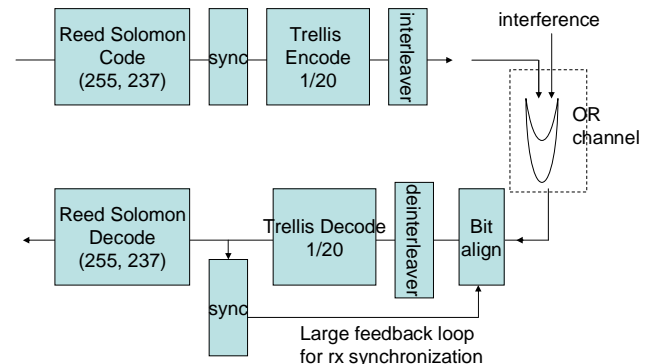 Reed Solomon
Code
(255, 237)
sync
Trellis
Encode
1/20
interleaver
interference
OR
channel
Reed Solomon
Decode
(255, 237)
sync
Trellis Decode
1/20
deinterleaver
Bit
align
Large feedback loop
for rx synchronization